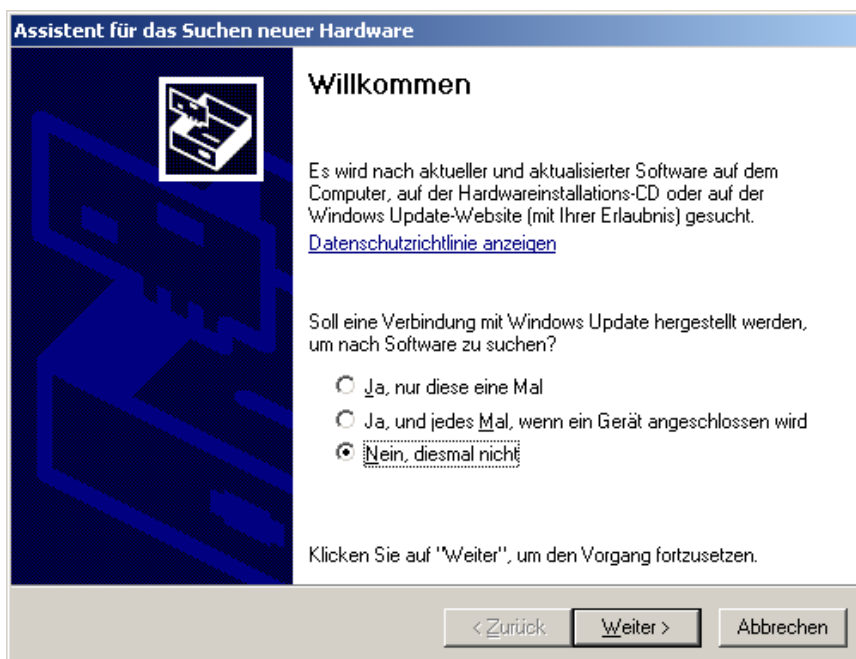 Assistent für das Suchen neuer Hardware
Willkommen
Es wird nach aktueller und aktualisierter Software auf dem
Computer, auf der Hardwareinstallations-CD oder auf der
Windows Update-Website (mit Ihrer Erlaubnis) gesucht.
Datenschutzrichtlinie anzeigen
Soll eine Verbindung mit Windows Update hergestellt werden,
um nach Software zu suchen?
Ja, nur diese eine Mal
Ja, und jedes Mal, wenn ein Gerät angeschlossen wird
Nein, diesmal nicht
Klicken Sie auf "Weiter", um den Vorgang fortzusetzen.
< Zurück Weiter > Abbrechen